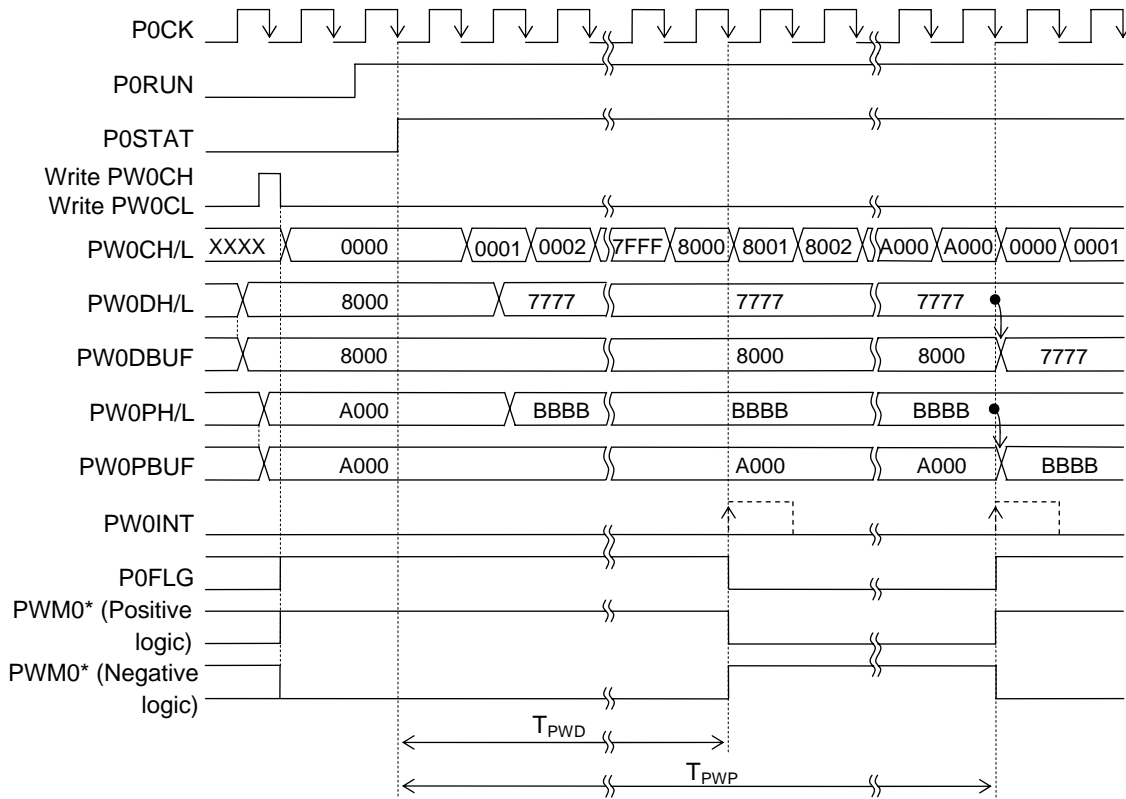 P0CK
P0RUN
P0STAT
Write PW0CH
Write PW0CL
PW0CH/L XXXX 0000 0001 0002 7FFF 8000 8001 8002 A000 A000 0000 0001
PW0DH/L 8000 7777 7777 7777
PW0DBUF 8000 8000 8000 7777
PW0PH/L A000 BBBB BBBB BBBB
PW0PBUF A000 A000 A000 BBBB
PW0INT
P0FLG
PWM0* (Positive
logic)
PWM0* (Negative
logic)
TPWD
TPWP